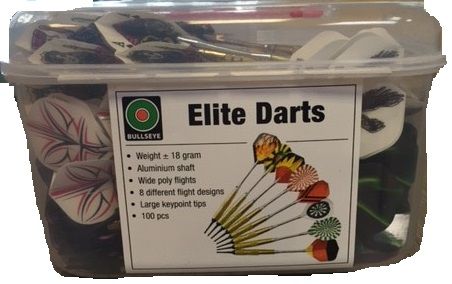 Elite Darts
BULLSEYE
• Weight ± 18 gram
• Aluminium shaft
• Wide poly flights
• 8 different flight designs
• Large keypoint tips
• 100 pcs